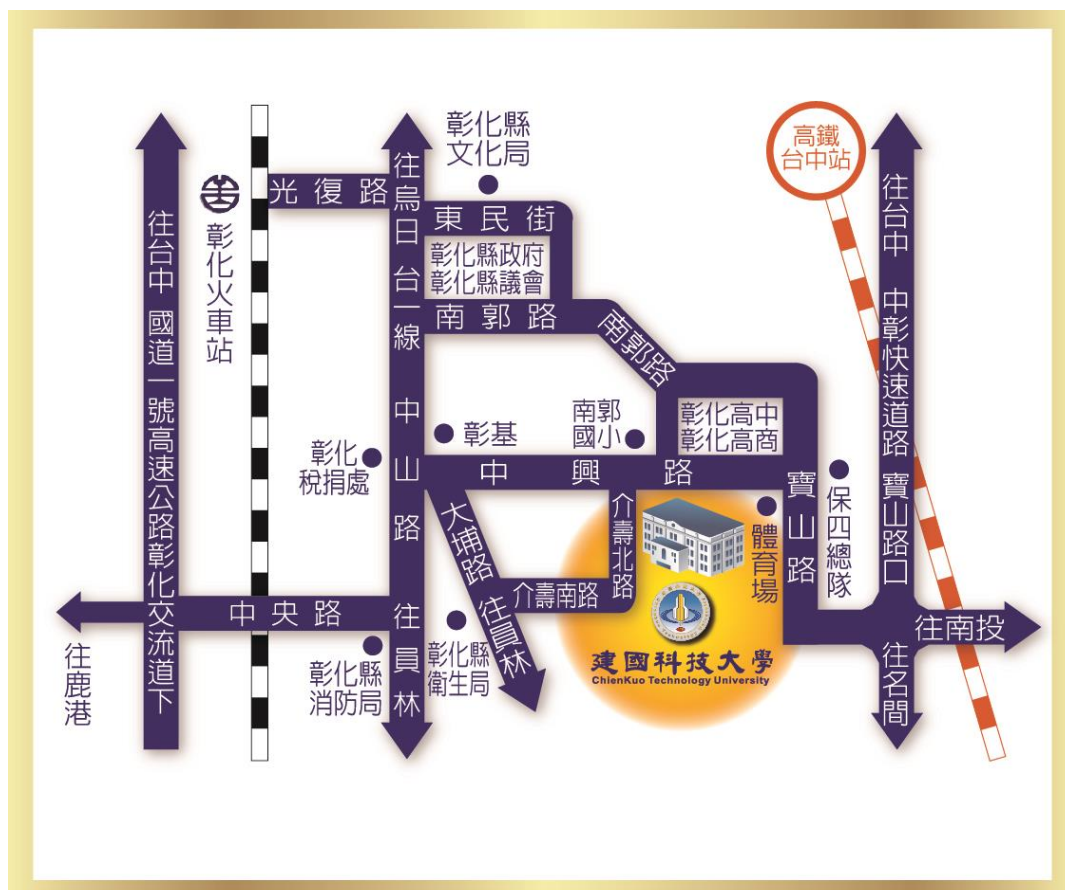 彰化縣
文化局
高鐵
台中站
往台中 國道一號高速公路彰化交流道下
彰化火車站
光復路
往烏日 台一線 中山路 往員林
東民街
彰化縣政府
彰化縣議會
南郭路
南郭路
往台中 中彰快速道路 寶山路口
往名間
彰化
稅捐處
彰基
南郭
國小
彰化高中
彰化高商
中興路
寶山路
保四總隊
體育場
大埔路 往員林
介壽北路
介壽南路
中央路
往鹿港
彰化縣
消防局
彰化縣
衛生局
建國科技大學
ChienKuo Technology University
往南投